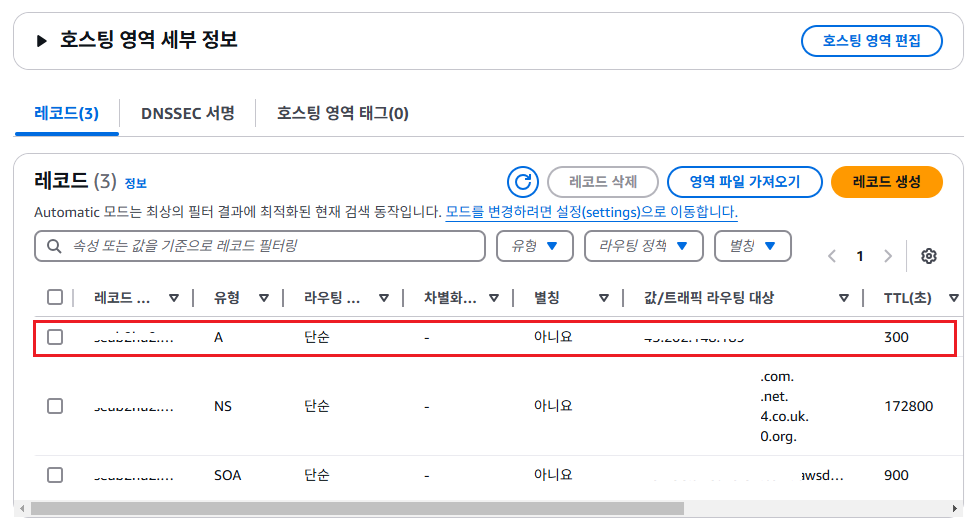 호스팅 영역 세부 정보
호스팅 영역 편집
레코드(3) DNSSEC 서명 호스팅 영역 태그(0)
레코드 (3) 정보 레코드 삭제 영역 파일 가져오기 레코드 생성
Automatic 모드는 최상의 필터 결과에 최적화된 현재 검색 동작입니다. 모드를 변경하려면 설정(settings)으로 이동합니다.
속성 또는 값을 기준으로 레코드 필터링 유형 라우팅 정책 별칭 1
레코드 ... 유형 라우팅 ... 차별화... 별칭 값/트래픽 라우팅 대상 TTL(초)
A 단순 - 아니요 300
.com.
.net.
NS 단순 - 아니요 172800
4.co.uk.
0.org.
SOA 단순 - 아니요 awsd... 900